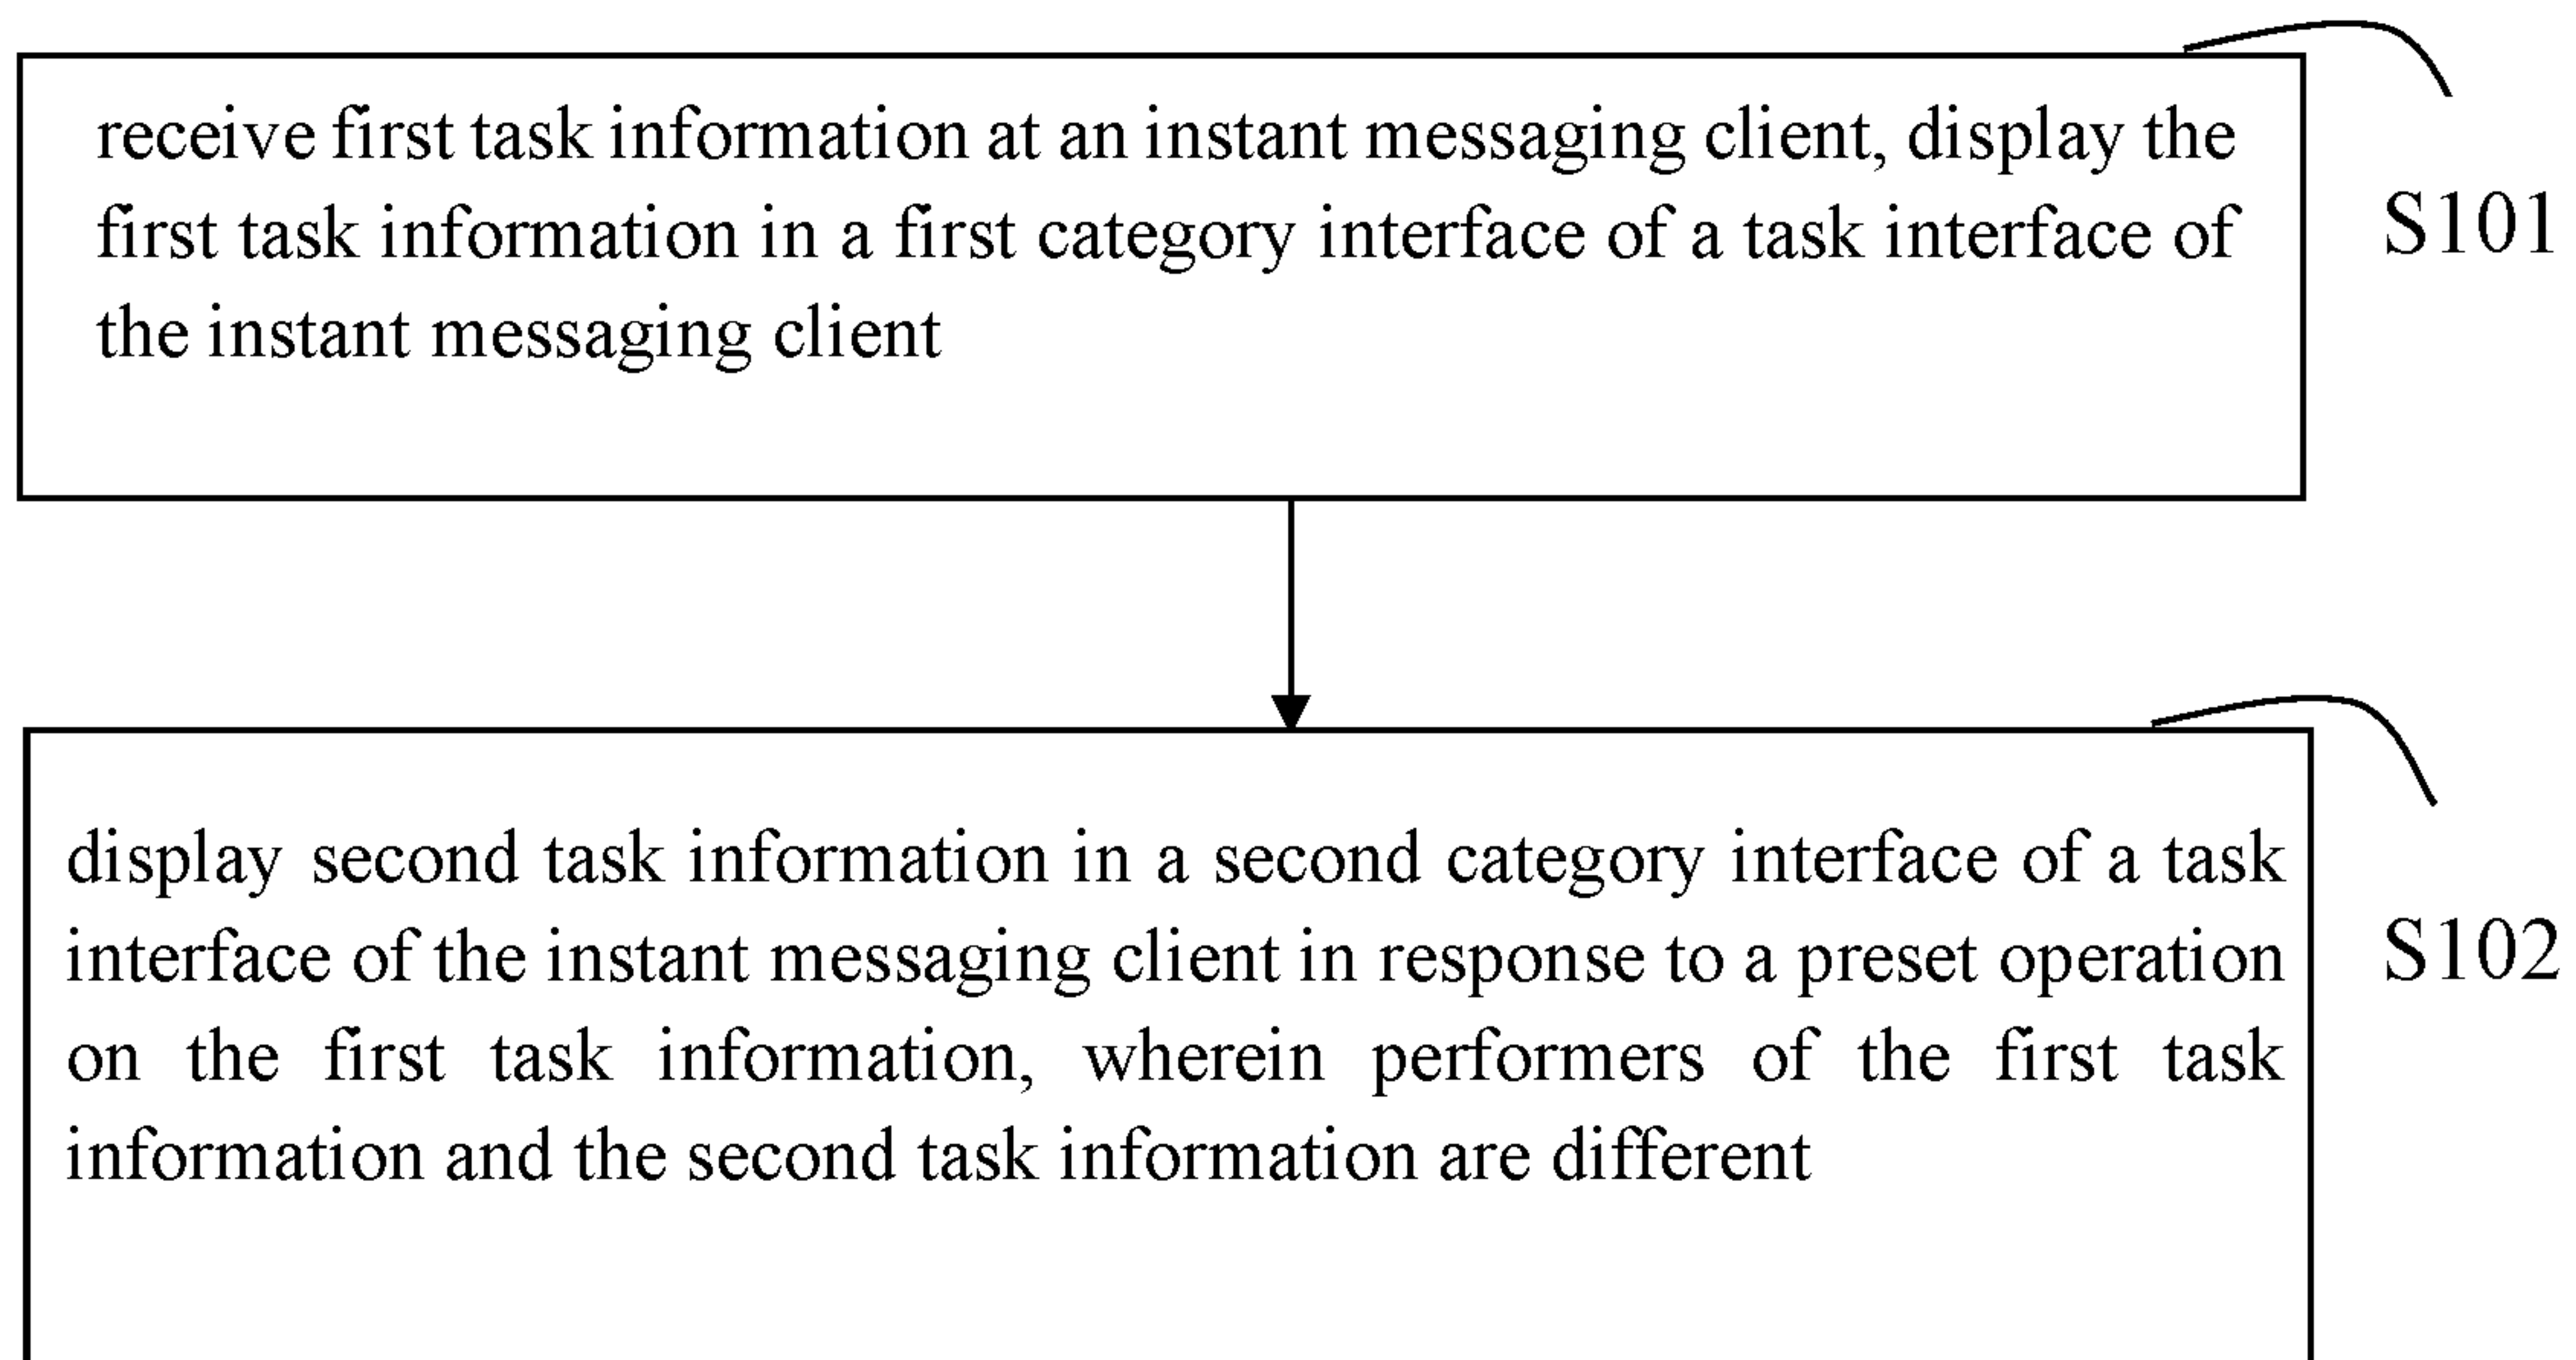 receive first task information at an instant messaging client, display the
first task information in a first category interface of a task interface of
the instant messaging client
S101
display second task information in a second category interface of a task
interface of the instant messaging client in response to a preset operation
on the first task information, wherein performers of the first task
information and the second task information are different
S102